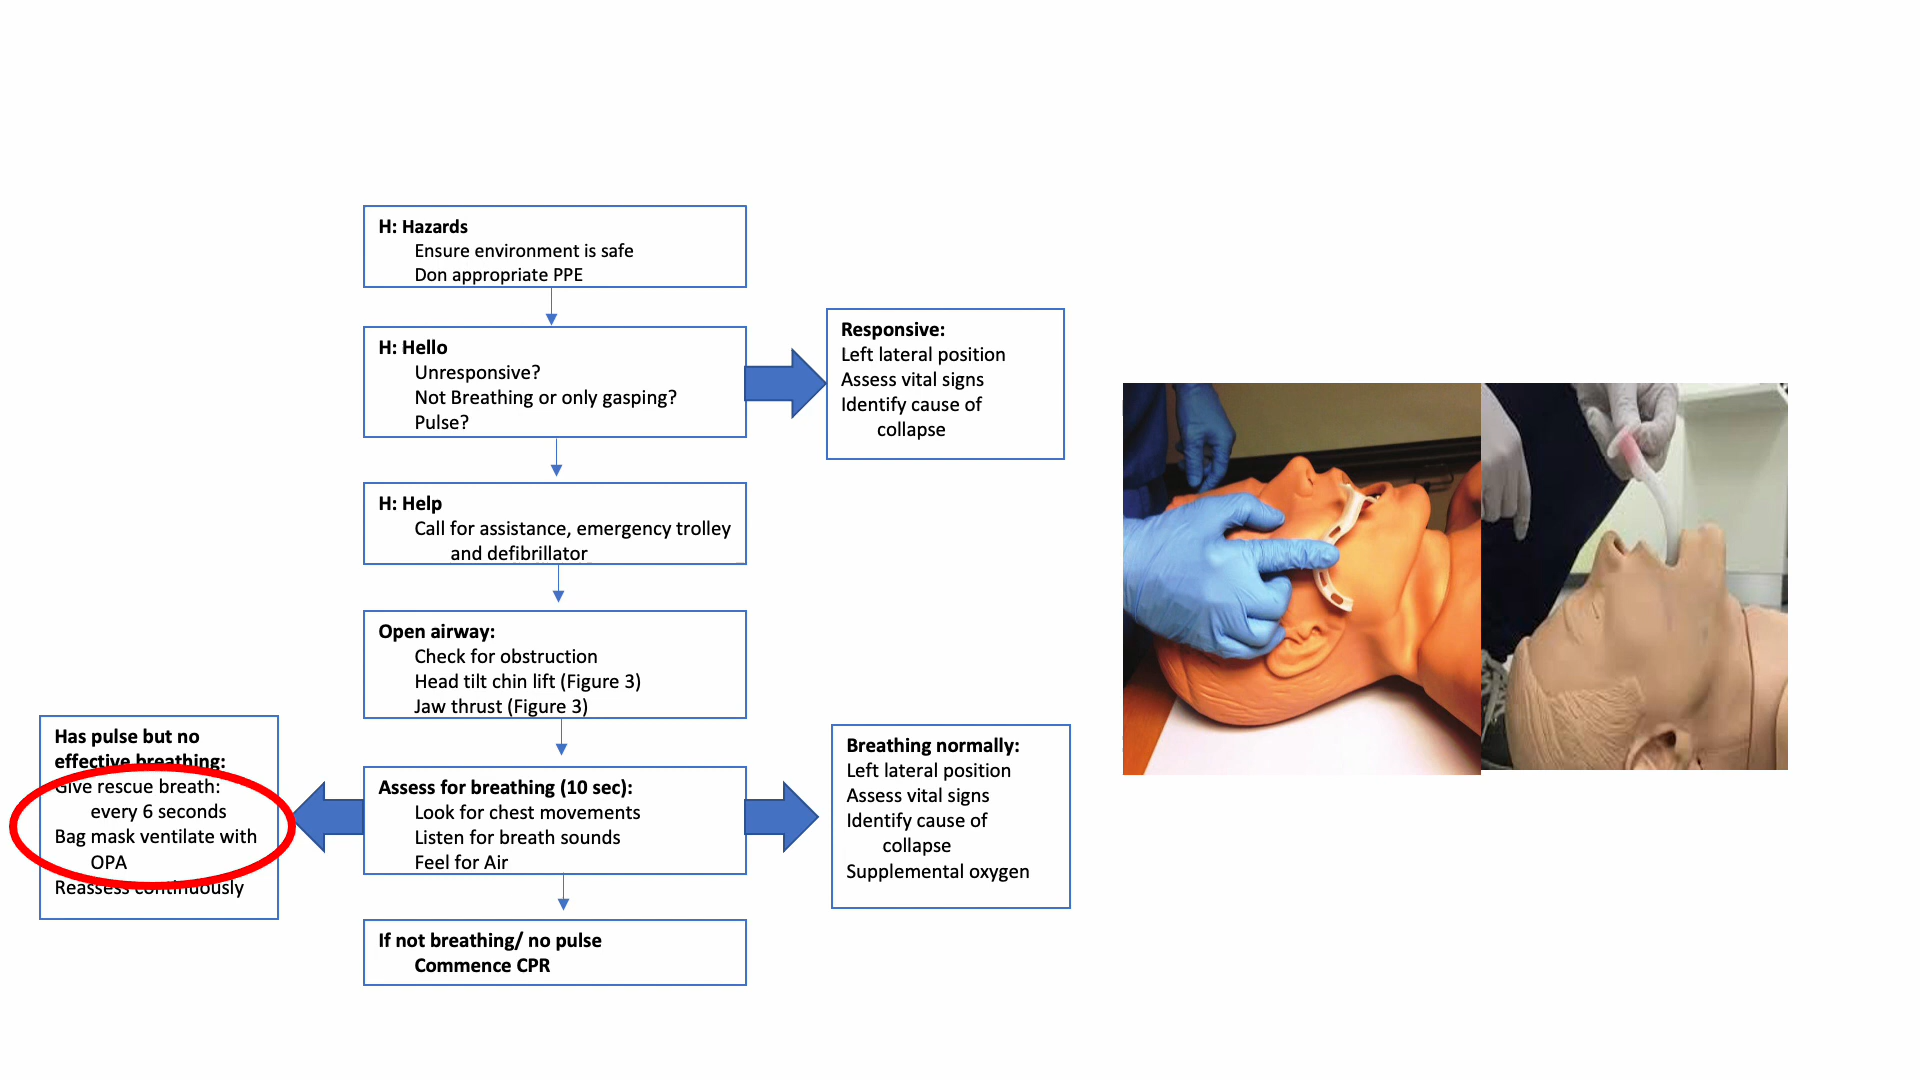 H: Hazards
Ensure environment is safe
Don appropriate PPE
H: Hello
Unresponsive?
Not Breathing or only gasping?
Pulse?
Responsive:
Left lateral position
Assess vital signs
Identify cause of
collapse
H: Help
Call for assistance, emergency trolley
and defibrillator
Open airway:
Check for obstruction
Head tilt chin lift (Figure 3)
Jaw thrust (Figure 3)
Has pulse but no
effective breathing:
Give rescue breath:
every 6 seconds
Bag mask ventilate with
OPA
Reassess continuously
Assess for breathing (10 sec):
Look for chest movements
Listen for breath sounds
Feel for Air
Breathing normally:
Left lateral position
Assess vital signs
Identify cause of
collapse
Supplemental oxygen
If not breathing/ no pulse
Commence CPR